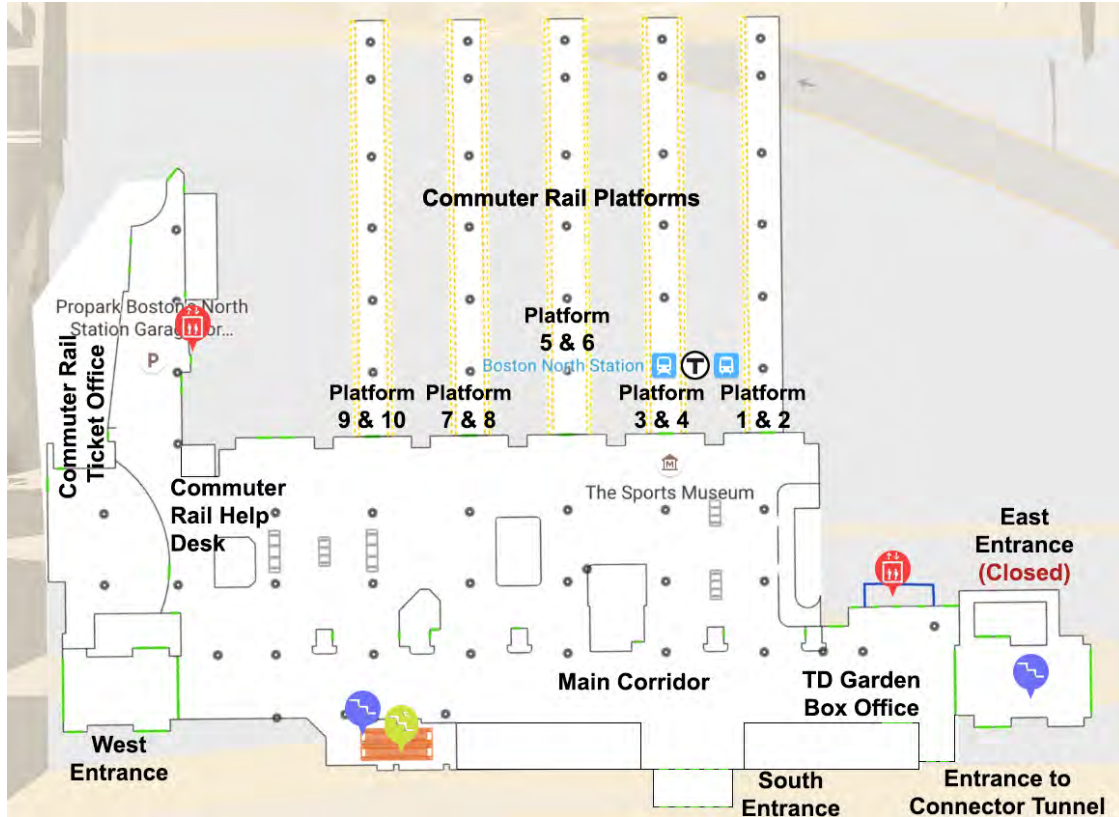 Commuter Rail Platforms
Propark Boston's North
Station Garage
P
Platform
5 & 6
Boston North Station
T
Platform
9 & 10
Platform
7 & 8
Platform
3 & 4
Platform
1 & 2
Commuter Rail
Ticket Office
M
The Sports Museum
Commuter
Rail Help
Desk
East
Entrance
(Closed)
Main Corridor
TD Garden
Box Office
West
Entrance
South
Entrance
Entrance to
Connector Tunnel